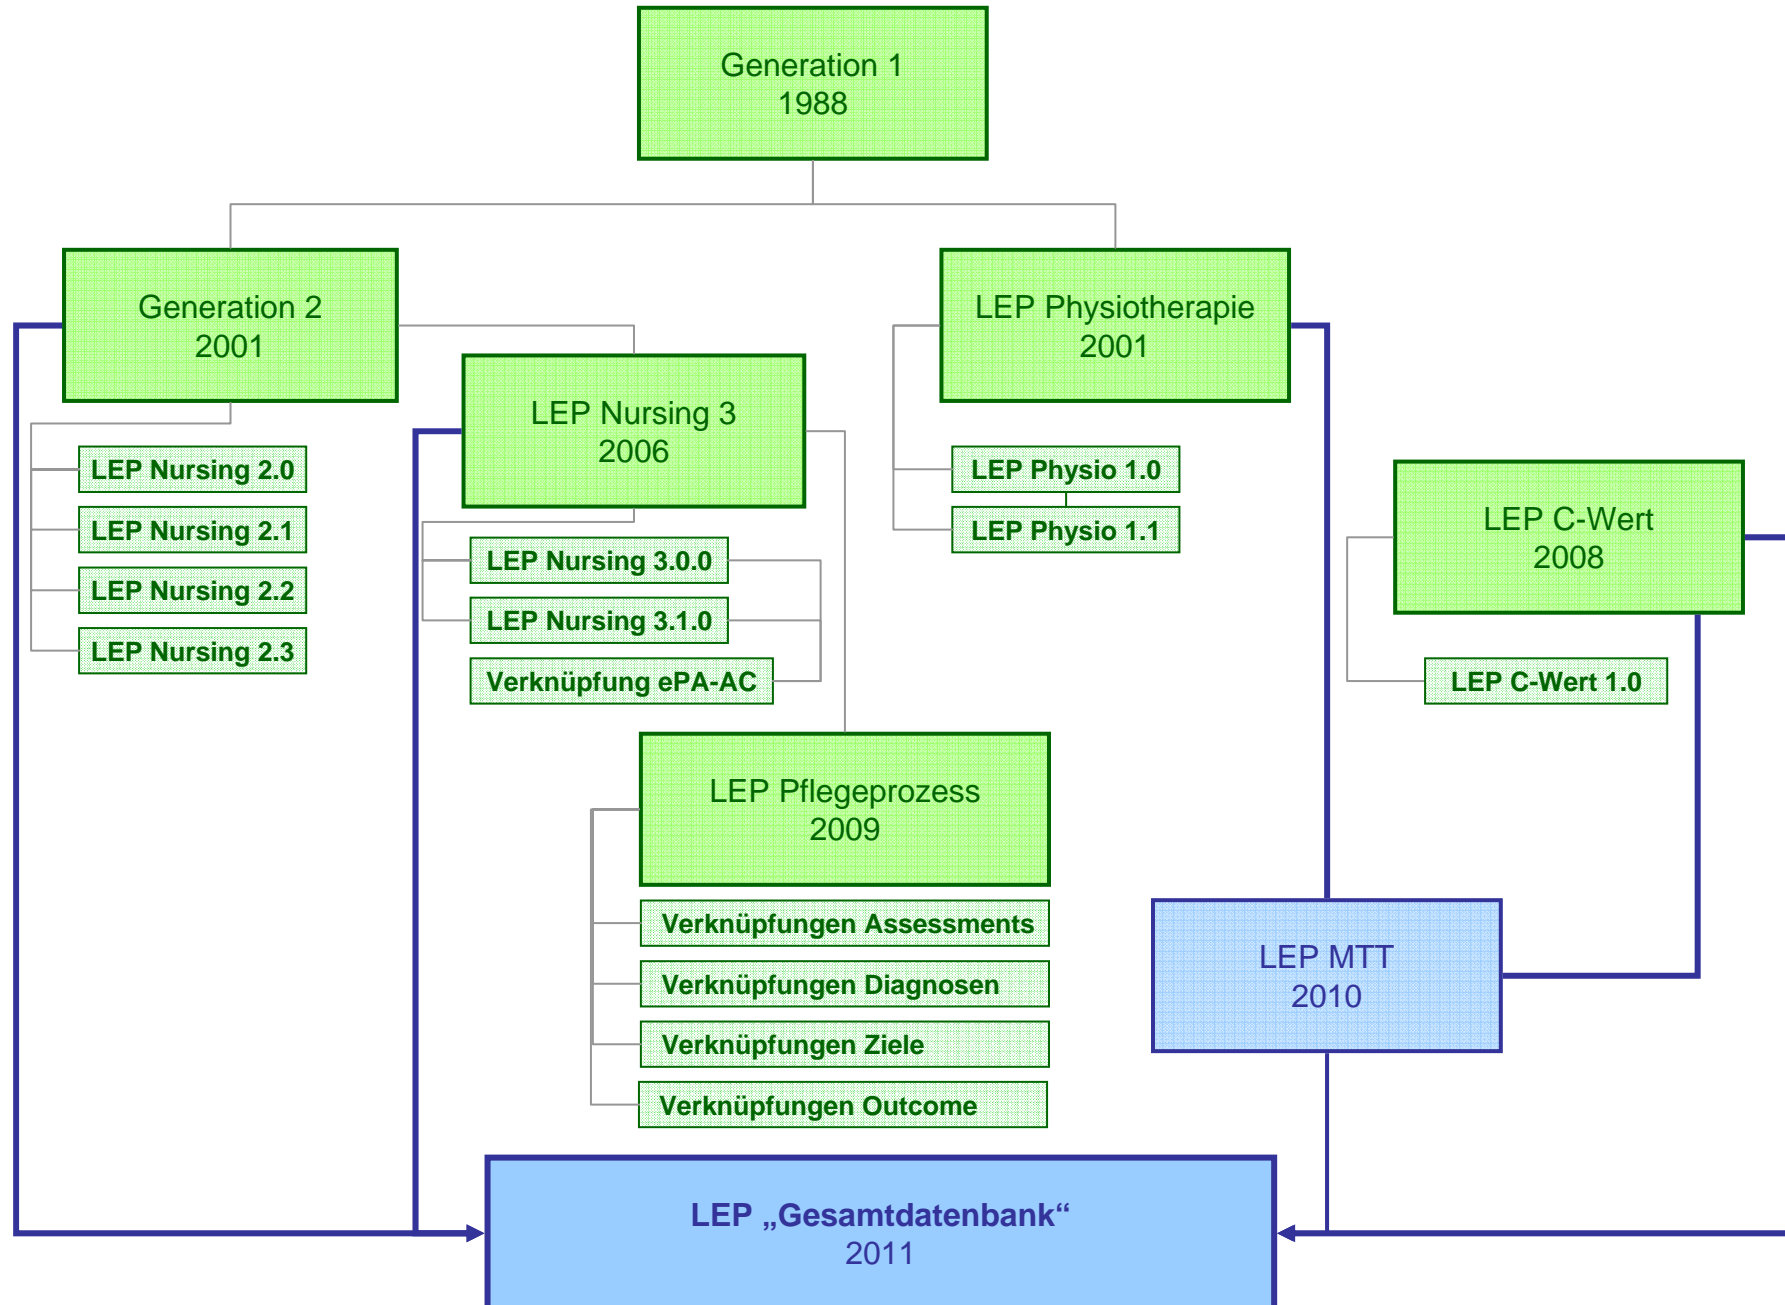 Generation 1
1988
Generation 2
2001
LEP Nursing 2.0
LEP Nursing 2.1
LEP Nursing 2.2
LEP Nursing 2.3
LEP Nursing 3
2006
LEP Nursing 3.0.0
LEP Nursing 3.1.0
Verknüpfung ePA-AC
LEP Pflegeprozess
2009
Verknüpfungen Assessments
Verknüpfungen Diagnosen
Verknüpfungen Ziele
Verknüpfungen Outcome
LEP Physiotherapie
2001
LEP Physio 1.0
LEP Physio 1.1
LEP C-Wert
2008
LEP C-Wert 1.0
LEP MTT
2010
LEP „Gesamtdatenbank“
2011